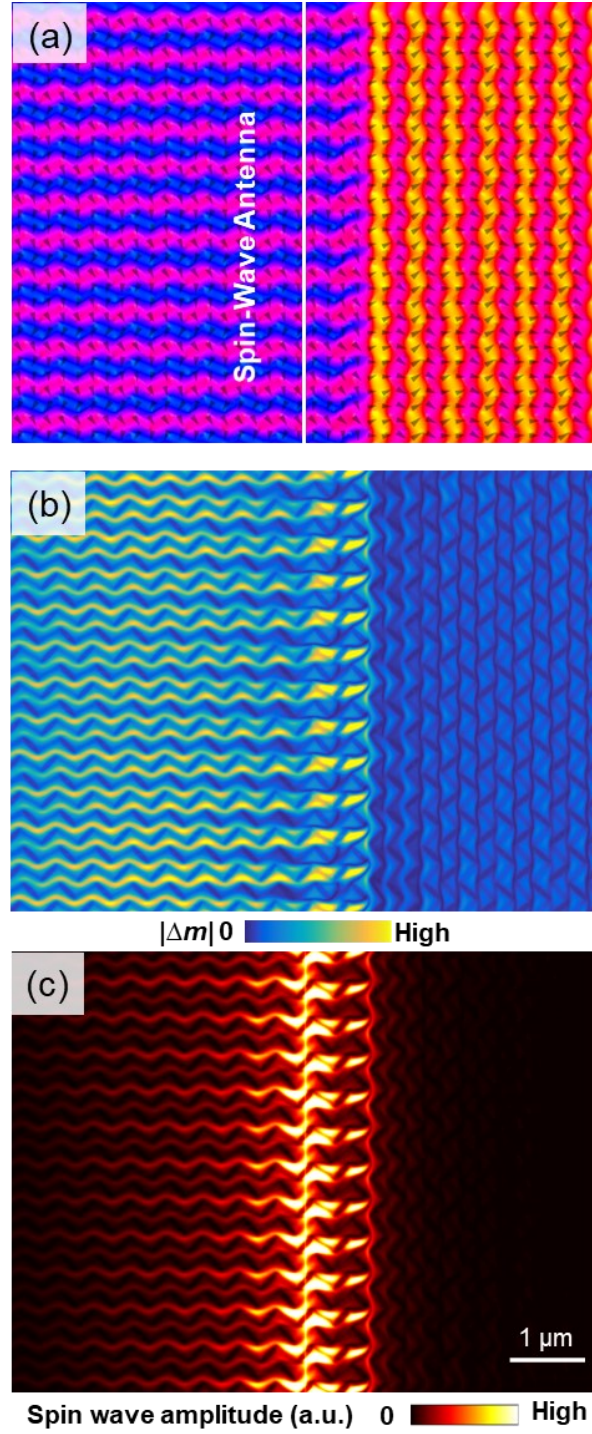 (a)
Spin-Wave Antenna
(b)
|Δm| 0 High
(c)
1 μm
Spin wave amplitude (a.u.) 0 High